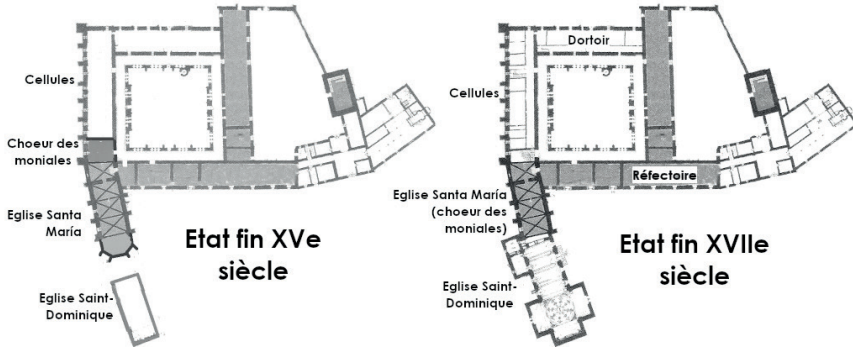 Cellules
Choeur des
moniales
Eglise Santa
María
Eglise Saint-
Dominique
Etat fin XVe
siècle
Dortoir
Cellules
Réfectoire
Eglise Santa María
(choeur des
moniales)
Eglise Saint-
Dominique
Etat fin XVIIe
siècle